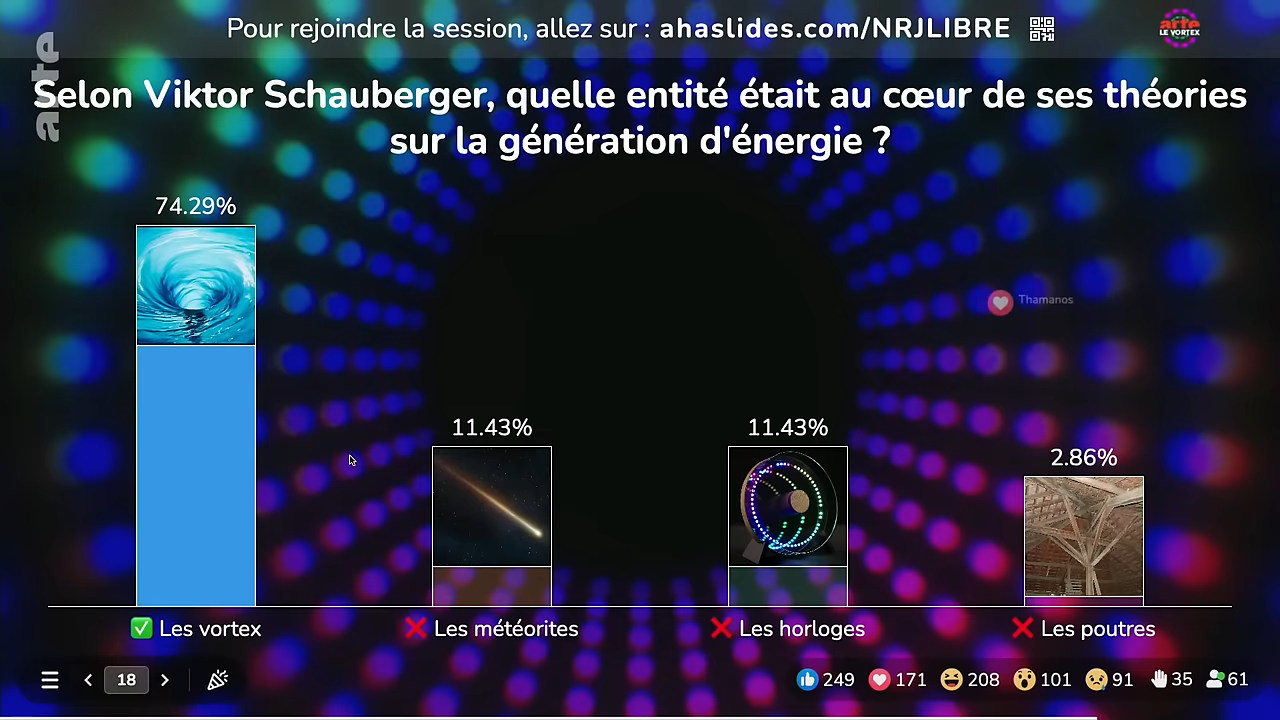 Pour rejoindre la session, allez sur : ahaslides.com/NRJLIBRE
arte
LE VORTEX
arte
Selon Viktor Schauberger, quelle entité était au cœur de ses théories
sur la génération d'énergie ?
74.29%
11.43%
11.43%
2.86%
Thamanos
Les vortex
Les météorites
Les horloges
Les poutres
18
249
171
208
101
91
35
61